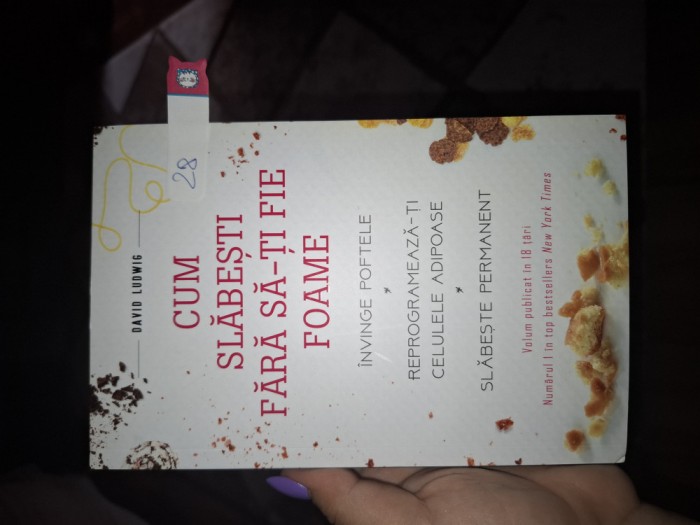 28
DAVID LUDWIG
CUM
SLĂBEȘTI
FĂRĂ SĂ-ȚI FIE
FOAME
ÎNVINGE POFTELE
REPROGRAMEAZĂ-ȚI
CELULELE ADIPOASE
SLĂBEȘTE PERMANENT
Volum publicat în 18 țări
Numărul 1 în top bestsellers New York Times